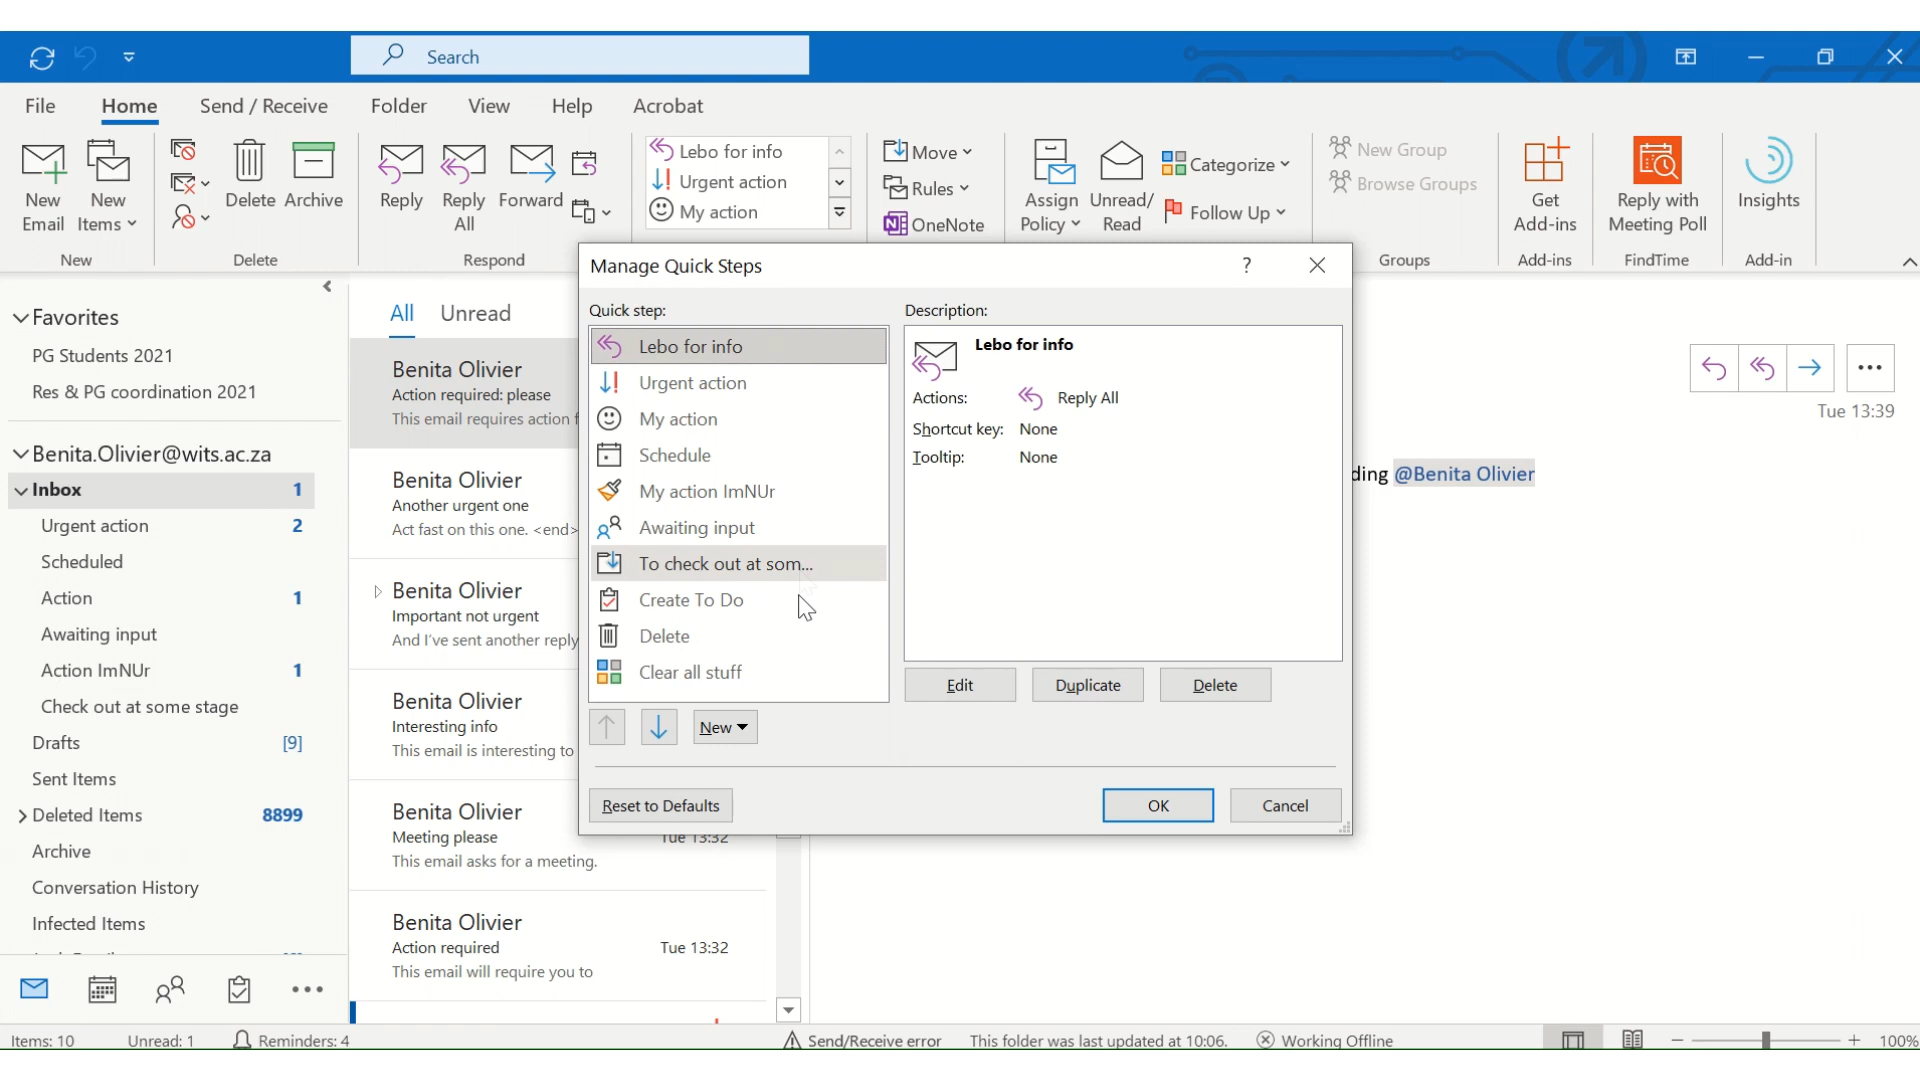 Search
File Home Send / Receive Folder View Help Acrobat
New Email
New Items
New
Delete
Archive
Delete
Reply
Reply All
Forward
Respond
Lebo for info
Urgent action
My action
Move
Rules
OneNote
Assign Policy
Unread/ Read
Categorize
Follow Up
New Group
Browse Groups
Groups
Get Add-ins
Add-ins
Reply with Meeting Poll
FindTime
Insights
Add-in
Favorites
PG Students 2021
Res & PG coordination 2021
Benita.Olivier@wits.ac.za
Inbox 1
Urgent action 2
Scheduled
Action 1
Awaiting input
Action ImNUr 1
Check out at some stage
Drafts [9]
Sent Items
Deleted Items 8899
Archive
Conversation History
Infected Items
All Unread
Benita Olivier
Action required: please
This email requires action f
Benita Olivier
Another urgent one
Act fast on this one. <end>
Benita Olivier
Important not urgent
And I've sent another reply
Benita Olivier
Interesting info
This email is interesting to
Benita Olivier
Meeting please Tue 13:32
This email asks for a meeting.
Benita Olivier
Action required Tue 13:32
This email will require you to
Manage Quick Steps ?
Quick step:
Lebo for info
Urgent action
My action
Schedule
My action ImNUr
Awaiting input
To check out at som...
Create To Do
Delete
Clear all stuff
New
Description:
Lebo for info
Actions: Reply All
Shortcut key: None
Tooltip: None
Edit Duplicate Delete
Reset to Defaults OK Cancel
Tue 13:39
ding @Benita Olivier
Items: 10 Unread: 1 Reminders: 4 Send/Receive error This folder was last updated at 10:06. Working Offline 100%